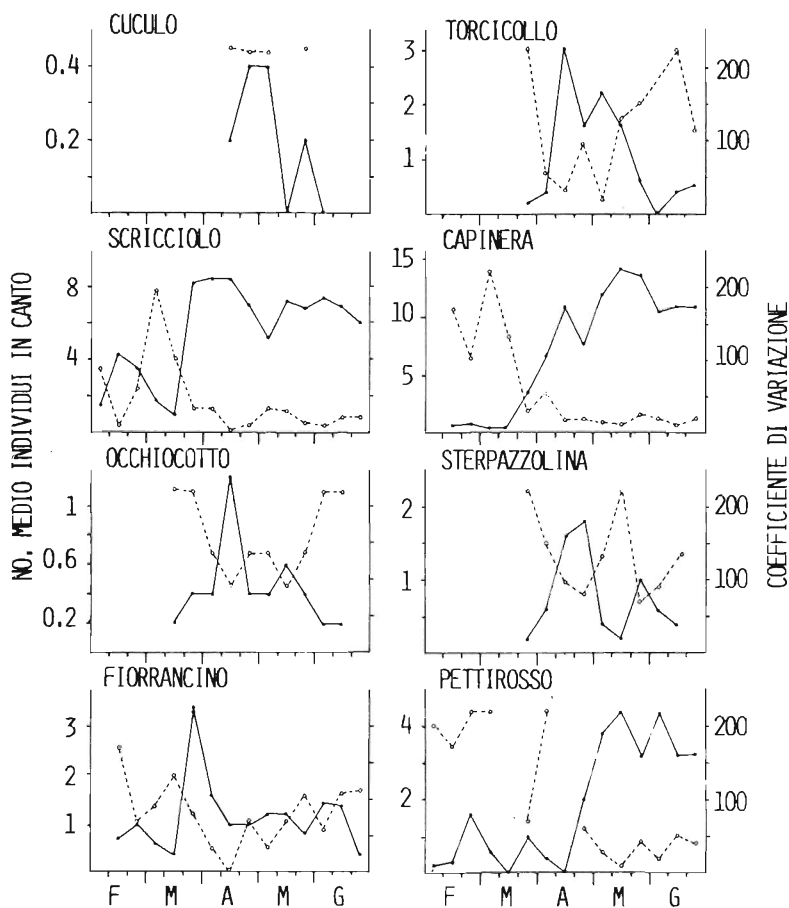 CUCULO
0.4
0.2
TORCICOLLO
3
2
1
200
100
SCRICCIOLO
8
4
CAPINERA
15
10
5
200
100
OCCHIOCOTTO
1
0.6
0.2
STERPAZZOLINA
2
1
200
100
FIORRANCINO
3
2
1
PETTIROSSO
4
2
200
100
F M A M G
F M A M G
NO. MEDIO INDIVIDUI IN CANTO
COEFFICIENTE DI VARIAZIONE